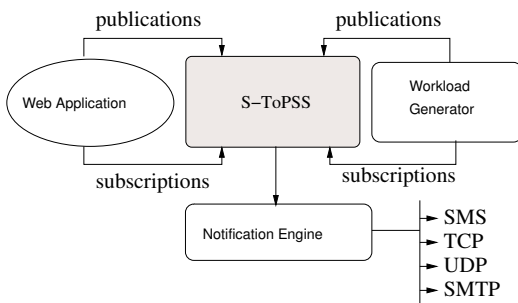 publications
publications
Web Application
S-ToPSS
Workload
Generator
subscriptions
subscriptions
Notification Engine
SMS
TCP
UDP
SMTP